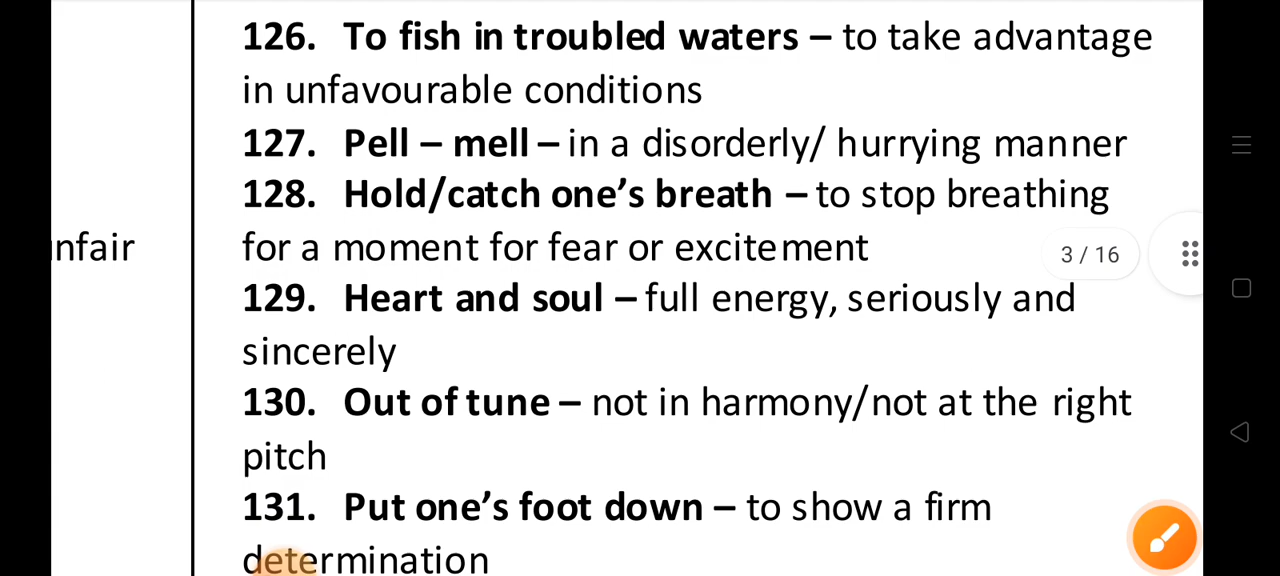 126. To fish in troubled waters – to take advantage
in unfavourable conditions
127. Pell – mell – in a disorderly/ hurrying manner
128. Hold/catch one's breath – to stop breathing
for a moment for fear or excitement
nfair
3 / 16
129. Heart and soul – full energy, seriously and
sincerely
130. Out of tune – not in harmony/not at the right
pitch
131. Put one's foot down – to show a firm
determination